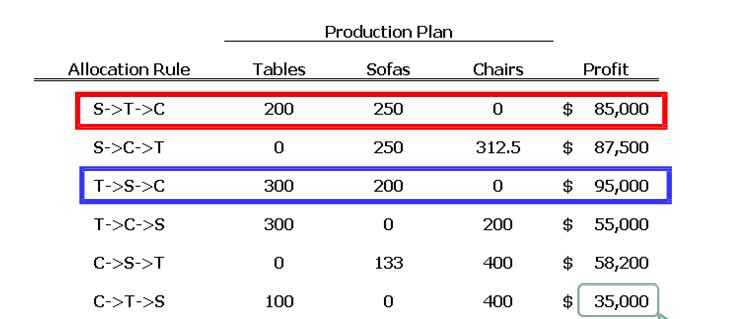 Production Plan
Allocation Rule Tables Sofas Chairs Profit
S->T->C 200 250 0 $ 85,000
S->C->T 0 250 312.5 $ 87,500
T->S->C 300 200 0 $ 95,000
T->C->S 300 0 200 $ 55,000
C->S->T 0 133 400 $ 58,200
C->T->S 100 0 400 $ 35,000